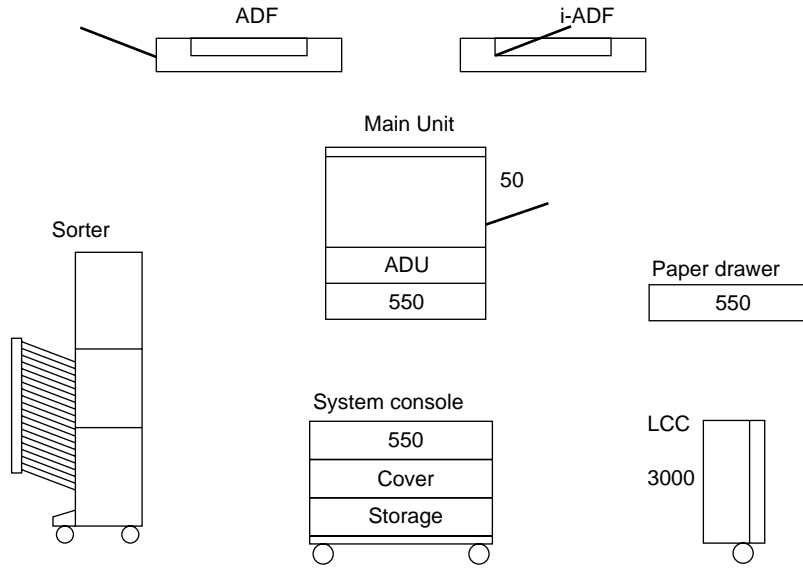 ADF
i-ADF
Main Unit
50
Sorter
ADU
550
Paper drawer
550
System console
550
Cover
Storage
LCC
3000